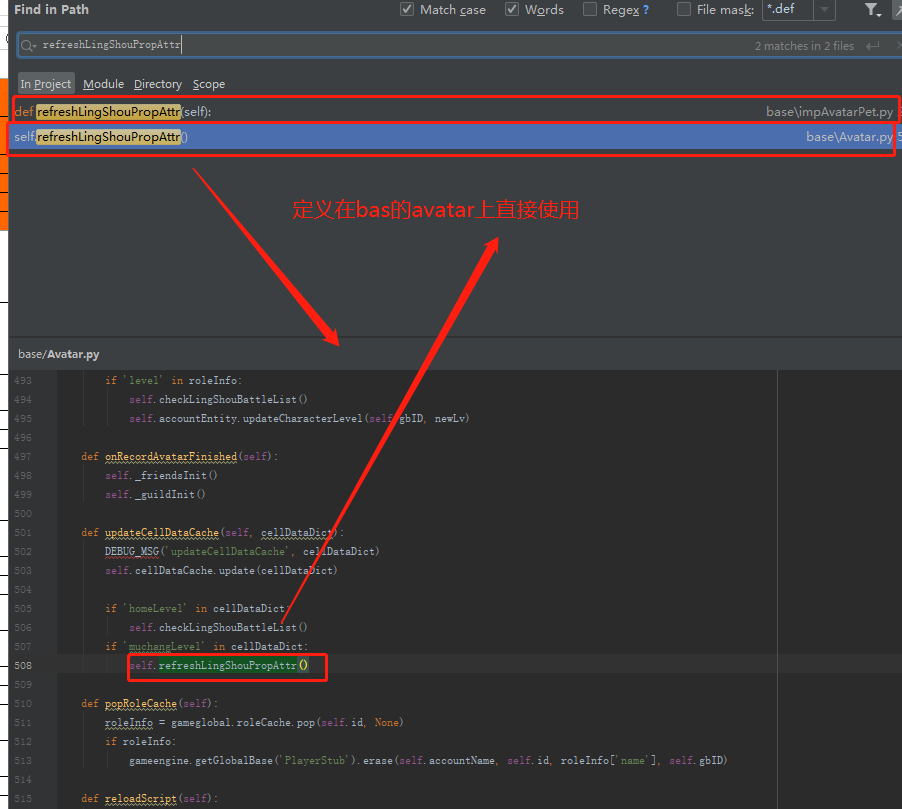 Find in Path
Match case Words Regex ? File mask: *.def
refreshLingShouPropAttr 2 matches in 2 files
In Project Module Directory Scope
def refreshLingShouPropAttr(self): base\impAvatarPet.py
self.refreshLingShouPropAttr() base\Avatar.py
定义在bas的avatar上直接使用
base/Avatar.py
493 if 'level' in roleInfo:
494 self.checkLingShouBattleList()
495 self.accountEntity.updateCharacterLevel(self.gbID, newLv)
496
497 def onRecordAvatarFinished(self):
498 self._friendsInit()
499 self._guildInit()
500
501 def updateCellDataCache(self, cellDataDict):
502 DEBUG_MSG('updateCellDataCache', cellDataDict)
503 self.cellDataCache.update(cellDataDict)
504
505 if 'homeLevel' in cellDataDict:
506 self.checkLingShouBattleList()
507 if 'muchangLevel' in cellDataDict:
508 self.refreshLingShouPropAttr()
509
510 def popRoleCache(self):
511 roleInfo = gameglobal.roleCache.pop(self.id, None)
512 if roleInfo:
513 gameengine.getGlobalBase('PlayerStub').erase(self.accountName, self.id, roleInfo['name'], self.gbID)
514
515 def reloadScript(self):